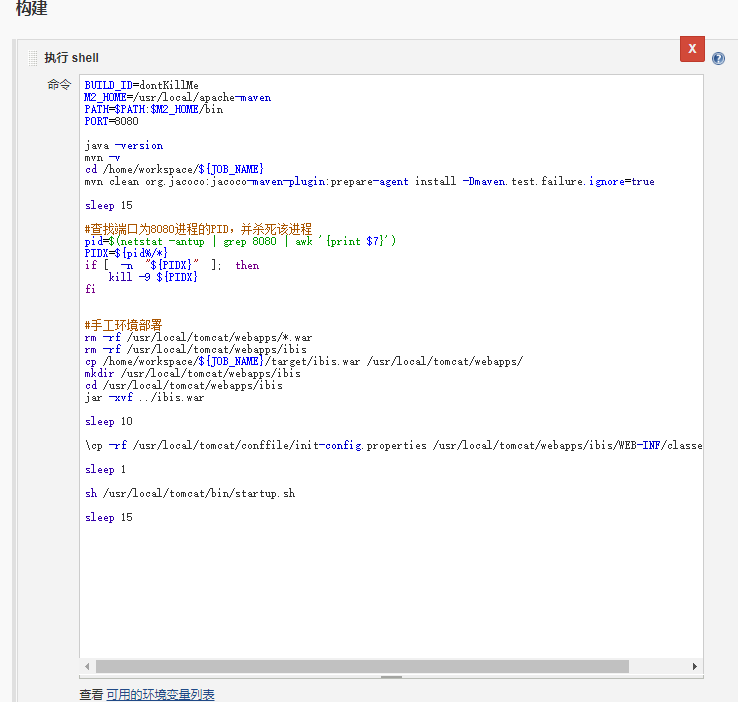 构建
执行 shell
X
?
命令
BUILD_ID=dontKillMe
M2_HOME=/usr/local/apache-maven
PATH=$PATH:$M2_HOME/bin
PORT=8080
java -version
mvn -v
cd /home/workspace/${JOB_NAME}
mvn clean org.jacoco:jacoco-maven-plugin:prepare-agent install -Dmaven.test.failure.ignore=true
sleep 15
#查找端口为8080进程的PID，并杀死该进程
pid=$(netstat -antup | grep 8080 | awk '{print $7}')
PIDX=${pid%/*}
if [ -n "${PIDX}" ]; then
kill -9 ${PIDX}
fi
#手工环境部署
rm -rf /usr/local/tomcat/webapps/*.war
rm -rf /usr/local/tomcat/webapps/ibis
cp /home/workspace/${JOB_NAME}/target/ibis.war /usr/local/tomcat/webapps/
mkdir /usr/local/tomcat/webapps/ibis
cd /usr/local/tomcat/webapps/ibis
jar -xvf ../ibis.war
sleep 10
\cp -rf /usr/local/tomcat/conffile/init-config.properties /usr/local/tomcat/webapps/ibis/WEB-INF/classe
sleep 1
sh /usr/local/tomcat/bin/startup.sh
sleep 15
查看 可用的环境变量列表